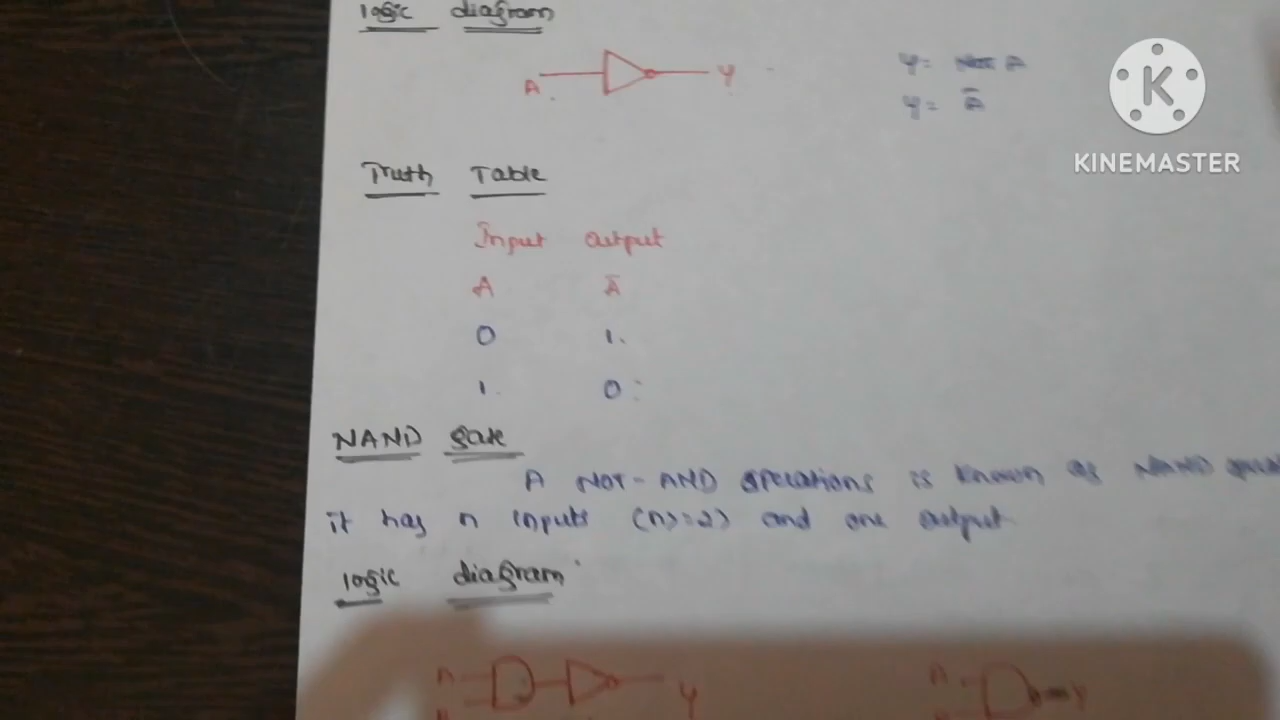 logic diagram
A Y Y = Not A
Y = A̅
K
KINEMASTER
Truth Table
Input Output
A A̅
0 1.
1. 0
NAND gate
A NOT-AND operations is known as NAND
it has n inputs (n>=2) and one output
logic diagram
A Y A Y